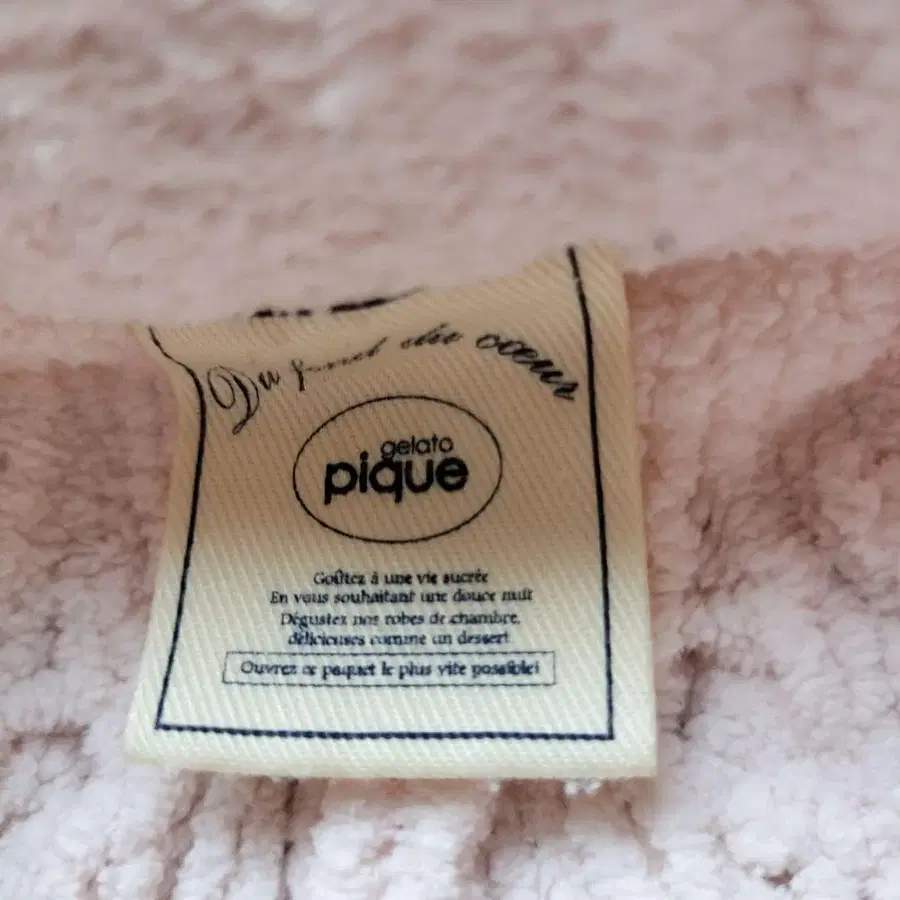 Du fond du cœur
gelato
pique
Goûtez à une vie sucrée
En vous souhaitant une douce nuit
Dégustez nos robes de chambre,
délicieuses comme un dessert
Ouvrez ce paquet le plus vite possible!